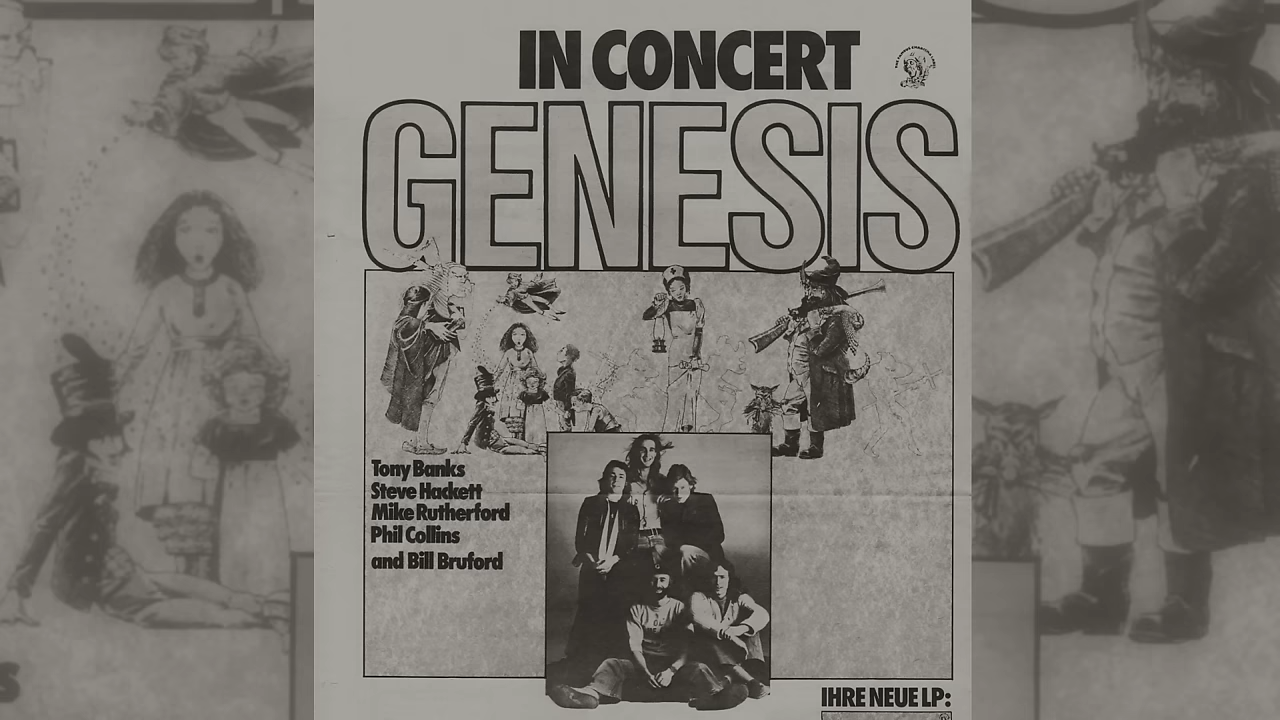 IN CONCERT
GENESIS
Tony Banks
Steve Hackett
Mike Rutherford
Phil Collins
and Bill Bruford
IHRE NEUE LP: